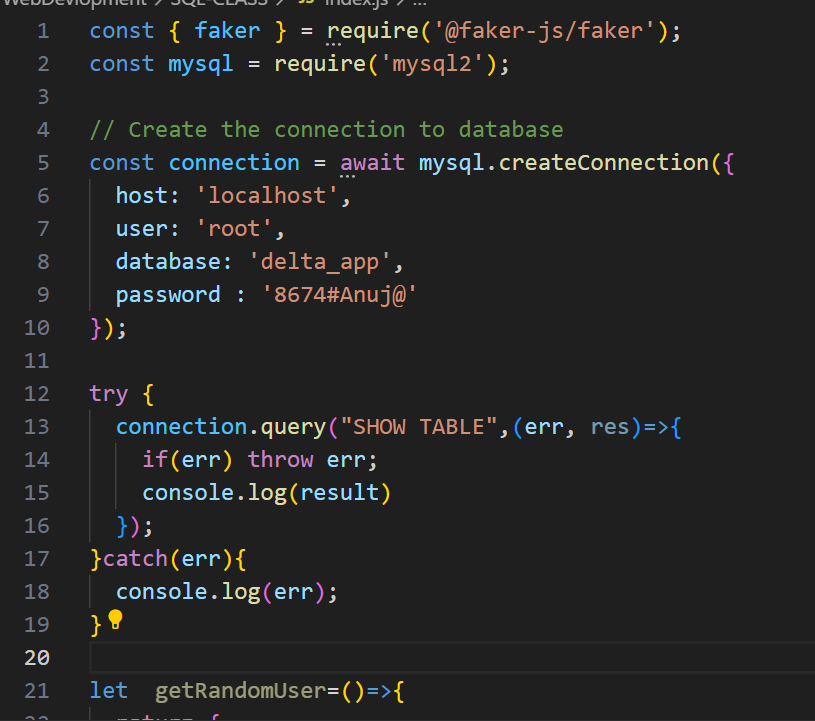 WebDevlopment > SQL-CLASS > JS index.js > ...
1 const { faker } = require('@faker-js/faker');
2 const mysql = require('mysql2');
3
4 // Create the connection to database
5 const connection = await mysql.createConnection({
6 host: 'localhost',
7 user: 'root',
8 database: 'delta_app',
9 password : '8674#Anuj@'
10 });
11
12 try {
13 connection.query("SHOW TABLE",(err, res)=>{
14 if(err) throw err;
15 console.log(result)
16 });
17 }catch(err){
18 console.log(err);
19 }
20
21 let getRandomUser=()=>{
22 return {